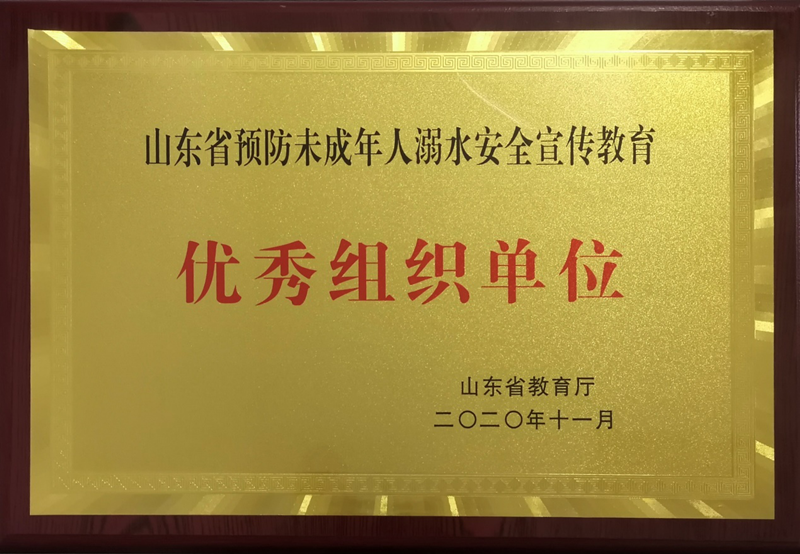 山东省预防未成年人溺水安全宣传教育
优秀组织单位
山东省教育厅
二〇二〇年十一月